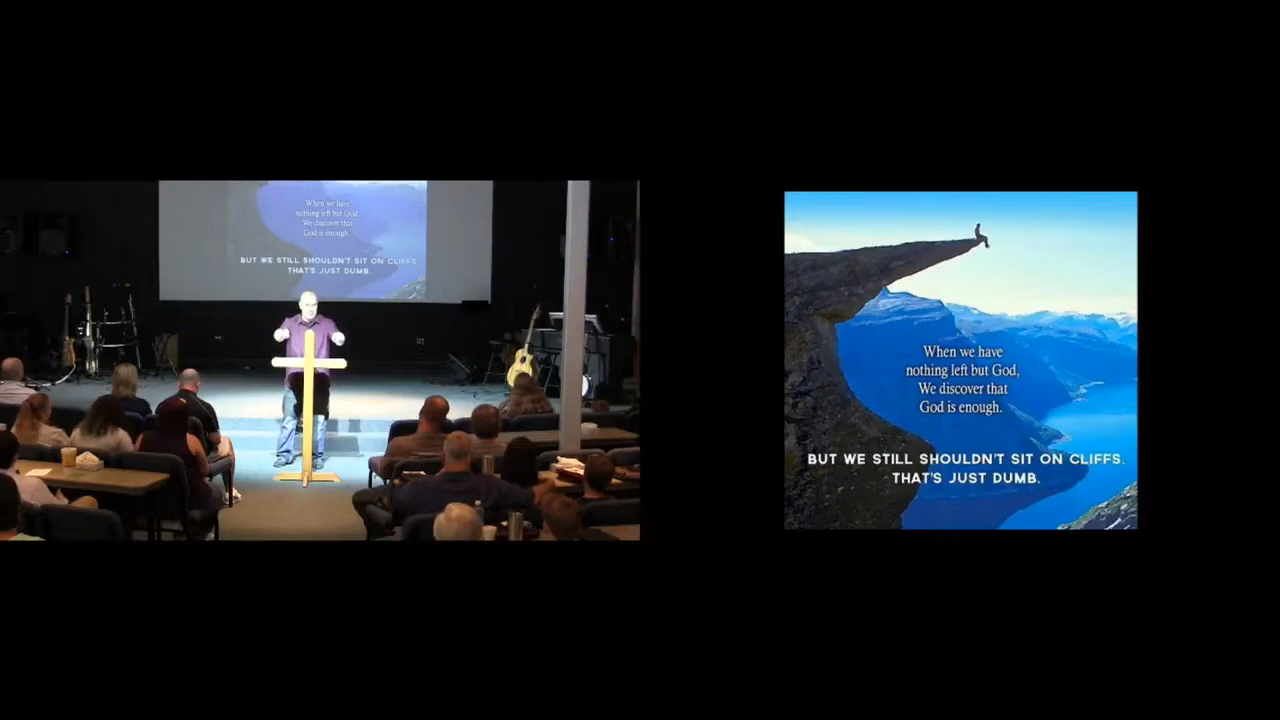 When we have
nothing left but God
We discover that
God is enough.
BUT WE STILL SHOULDN'T SIT ON CLIFFS
THAT'S JUST DUMB.
When we have
nothing left but God,
We discover that
God is enough.
BUT WE STILL SHOULDN'T SIT ON CLIFFS.
THAT'S JUST DUMB.